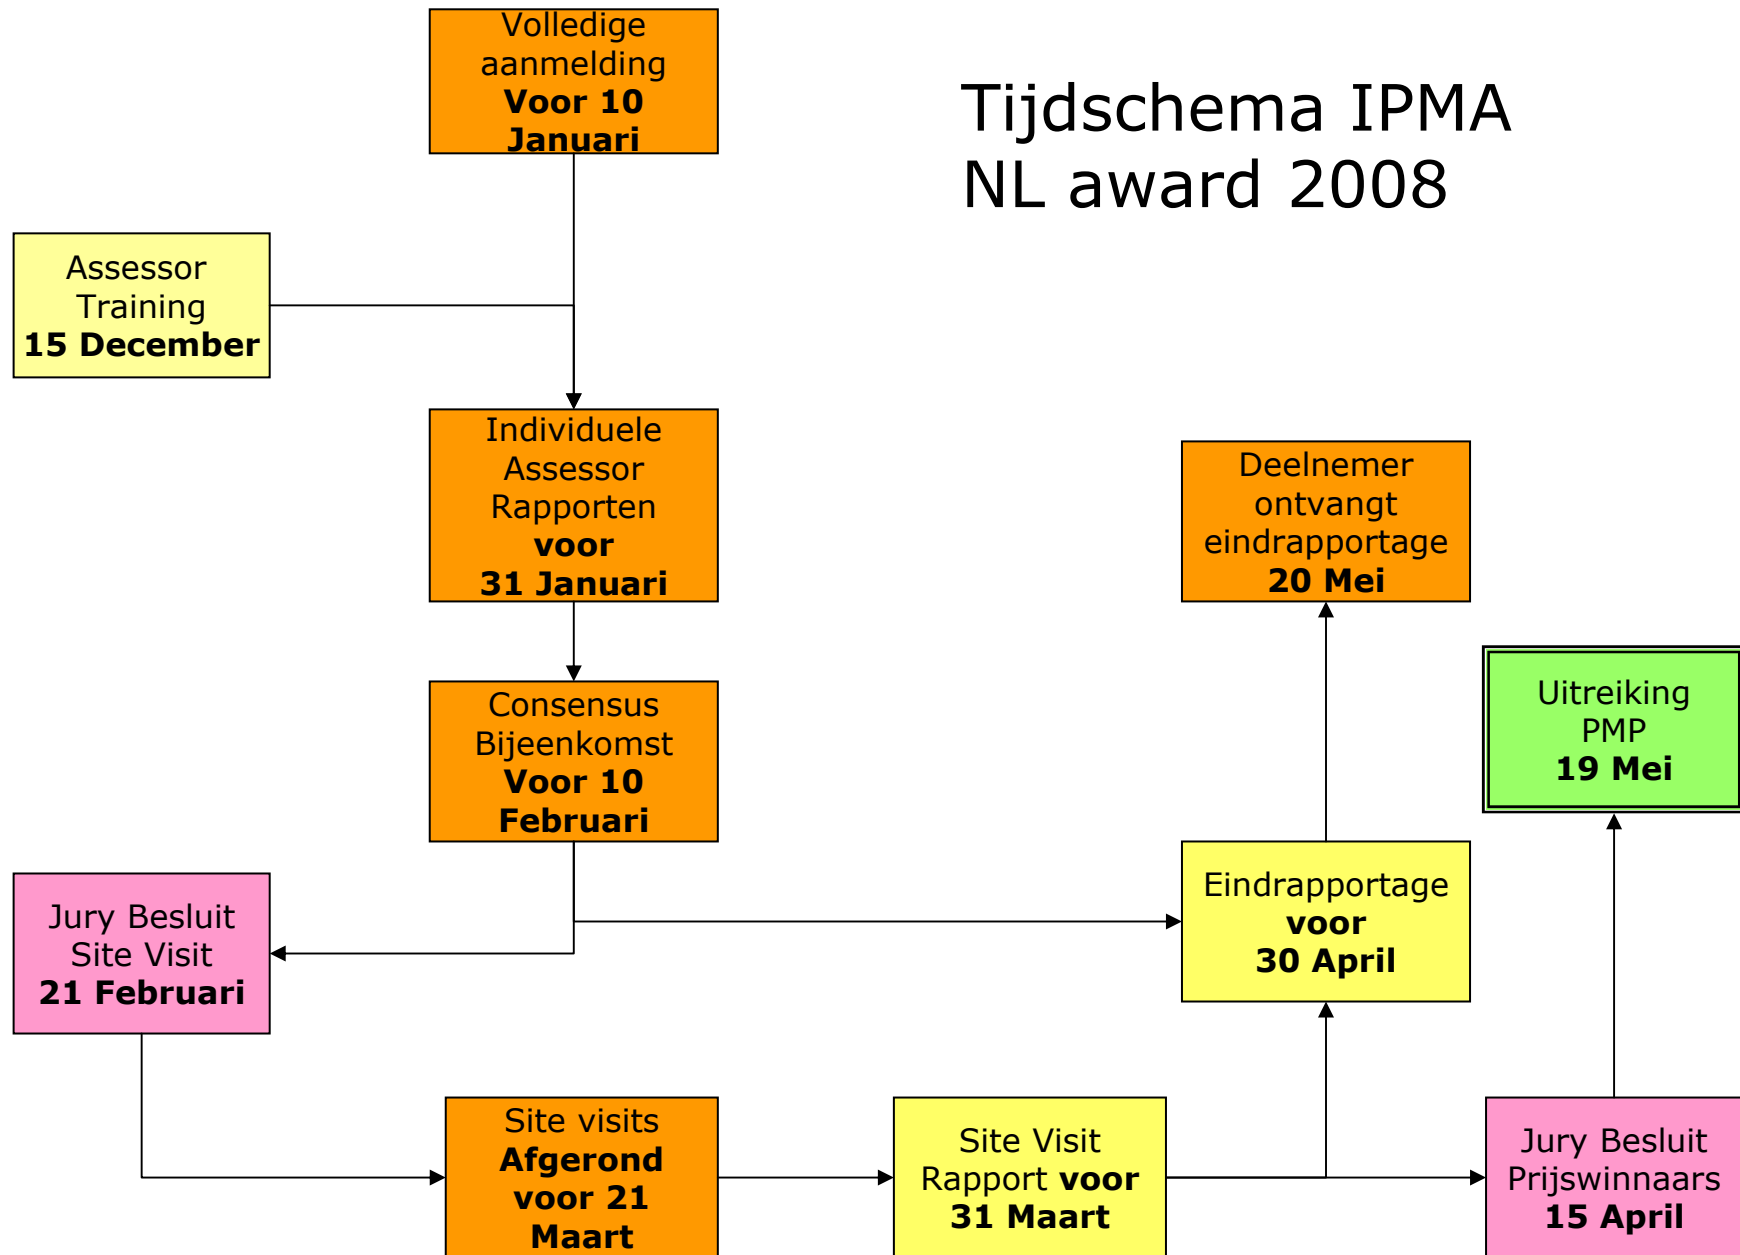 Volledige
aanmelding
Voor 10
Januari
Tijdschema IPMA
NL award 2008
Assessor
Training
15 December
Individuele
Assessor
Rapporten
voor
31 Januari
Deelnemer
ontvangt
eindrapportage
20 Mei
Consensus
Bijeenkomst
Voor 10
Februari
Uitreiking
PMP
19 Mei
Jury Besluit
Site Visit
21 Februari
Eindrapportage
voor
30 April
Site visits
Afgerond
voor 21
Maart
Site Visit
Rapport voor
31 Maart
Jury Besluit
Prijswinnaars
15 April